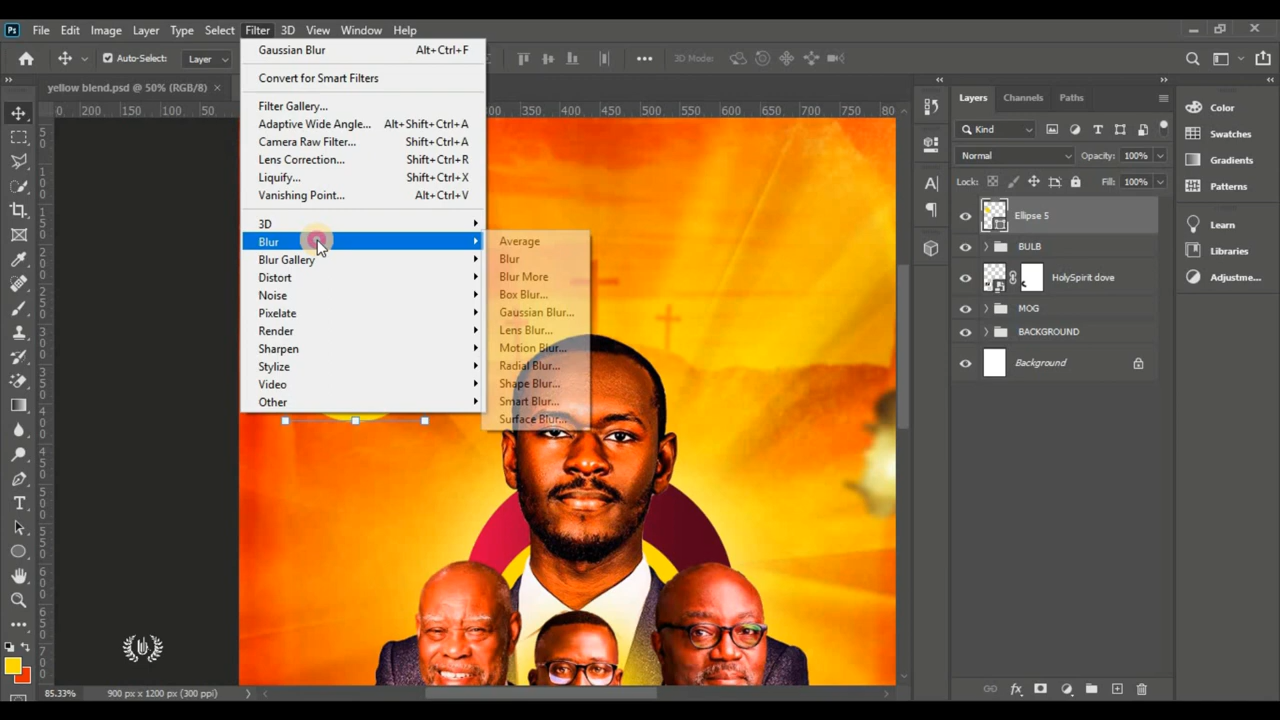 Ps File Edit Image Layer Type Select Filter 3D View Window Help
Auto-Select: Layer 3D Mode:
yellow blend.psd @ 50% (RGB/8) ×
Gaussian Blur Alt+Ctrl+F
Convert for Smart Filters
Filter Gallery...
Adaptive Wide Angle... Alt+Shift+Ctrl+A
Camera Raw Filter... Shift+Ctrl+A
Lens Correction... Shift+Ctrl+R
Liquify... Shift+Ctrl+X
Vanishing Point... Alt+Ctrl+V
3D
Blur
Blur Gallery
Distort
Noise
Pixelate
Render
Sharpen
Stylize
Video
Other
Average
Blur
Blur More
Box Blur...
Gaussian Blur...
Lens Blur...
Motion Blur...
Radial Blur...
Shape Blur...
Smart Blur...
Surface Blur...
200 150 100 50 300 350 400 450 500 550 600 650 700 750 80
Layers Channels Paths
Kind
Normal Opacity: 100%
Lock: Fill: 100%
Ellipse 5
BULB
HolySpirit dove
MOG
BACKGROUND
Background
Color
Swatches
Gradients
Patterns
Learn
Libraries
Adjustme...
85.33% 900 px x 1200 px (300 ppi)